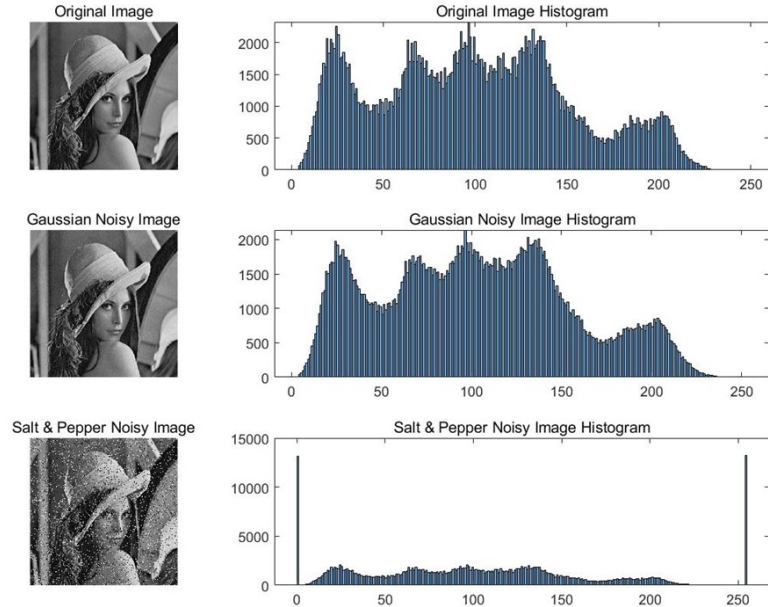 Original Image
Original Image Histogram
2000
1500
1000
500
0
0 50 100 150 200 250
Gaussian Noisy Image
Gaussian Noisy Image Histogram
2000
1500
1000
500
0
0 50 100 150 200 250
Salt & Pepper Noisy Image
Salt & Pepper Noisy Image Histogram
15000
10000
5000
0
0 50 100 150 200 250